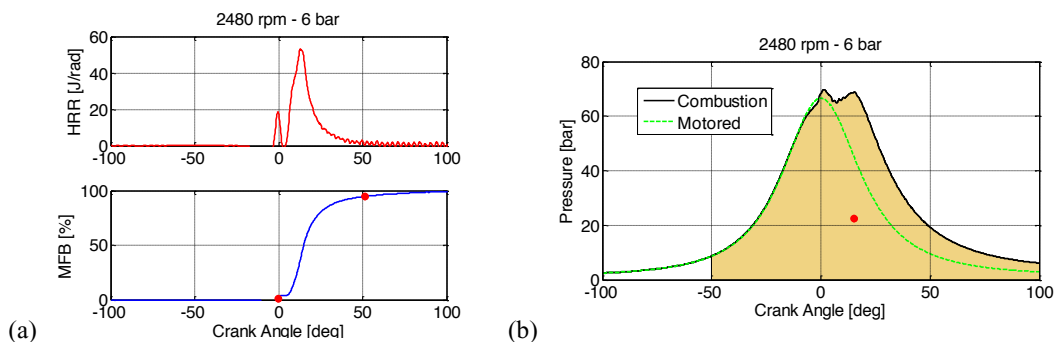 2480 rpm - 6 bar
HRR [J/rad]
60
40
20
0
-100 -50 0 50 100
MFB [%]
100
50
0
-100 -50 0 50 100
Crank Angle [deg]
(a)
2480 rpm - 6 bar
Pressure [bar]
80
60
40
20
0
Combustion
Motored
-100 -50 0 50 100
Crank Angle [deg]
(b)